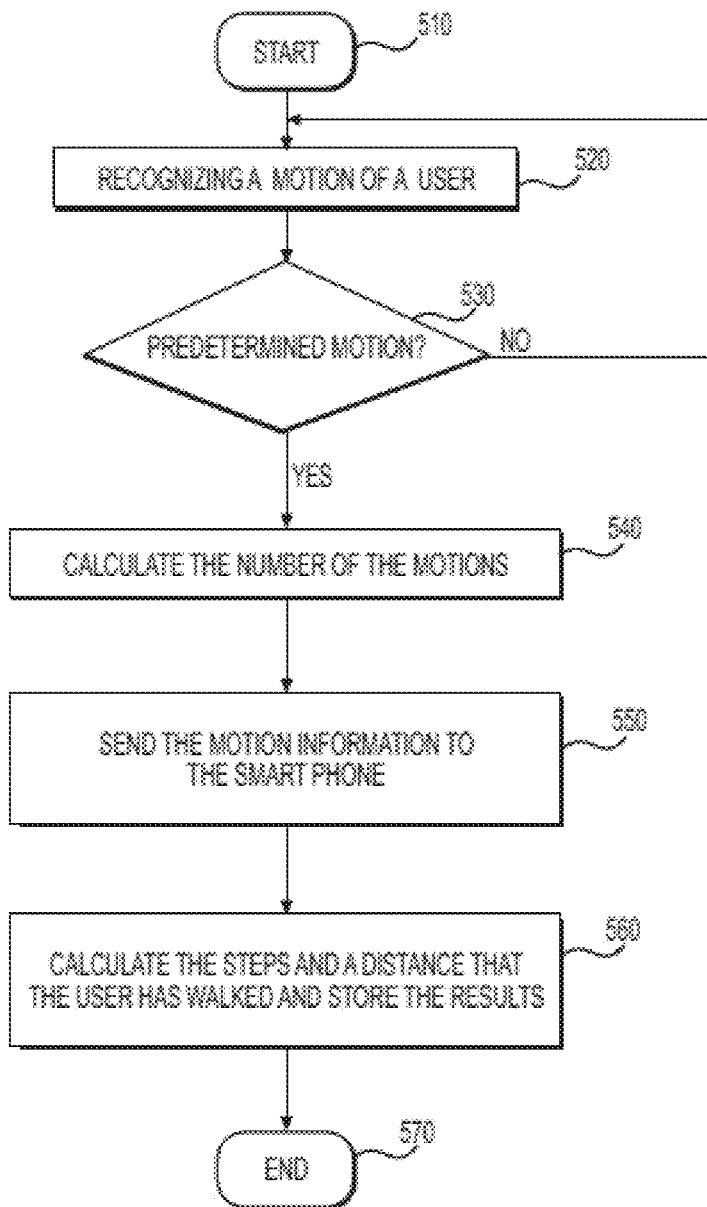 START
510
RECOGNIZING A MOTION OF A USER
520
530
PREDETERMINED MOTION?
NO
YES
540
CALCULATE THE NUMBER OF THE MOTIONS
550
SEND THE MOTION INFORMATION TO
THE SMART PHONE
560
CALCULATE THE STEPS AND A DISTANCE THAT
THE USER HAS WALKED AND STORE THE RESULTS
570
END